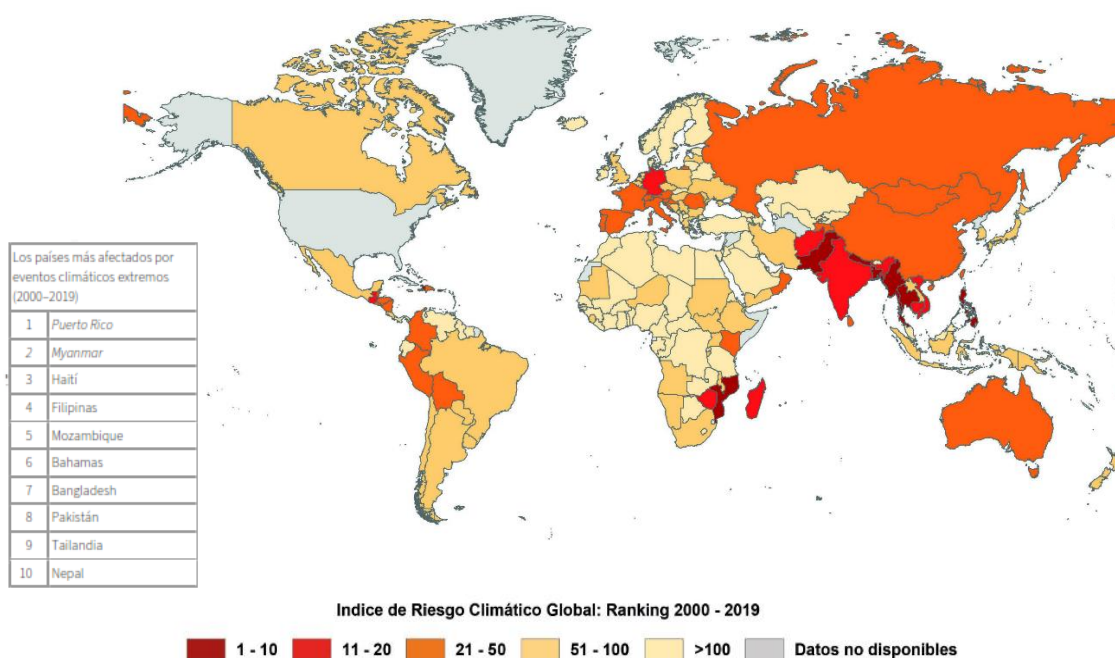 Los países más afectados por
eventos climáticos extremos
(2000–2019)
1 Puerto Rico
2 Myanmar
3 Haití
4 Filipinas
5 Mozambique
6 Bahamas
7 Bangladesh
8 Pakistán
9 Tailandia
10 Nepal
Indice de Riesgo Climático Global: Ranking 2000 - 2019
1 - 10 11 - 20 21 - 50 51 - 100 >100 Datos no disponibles